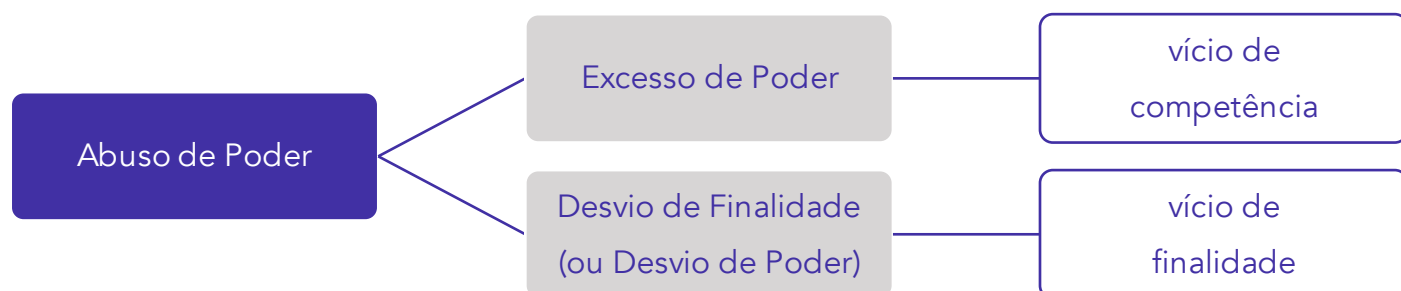 Abuso de Poder
Excesso de Poder
vício de
competência
Desvio de Finalidade
(ou Desvio de Poder)
vício de
finalidade